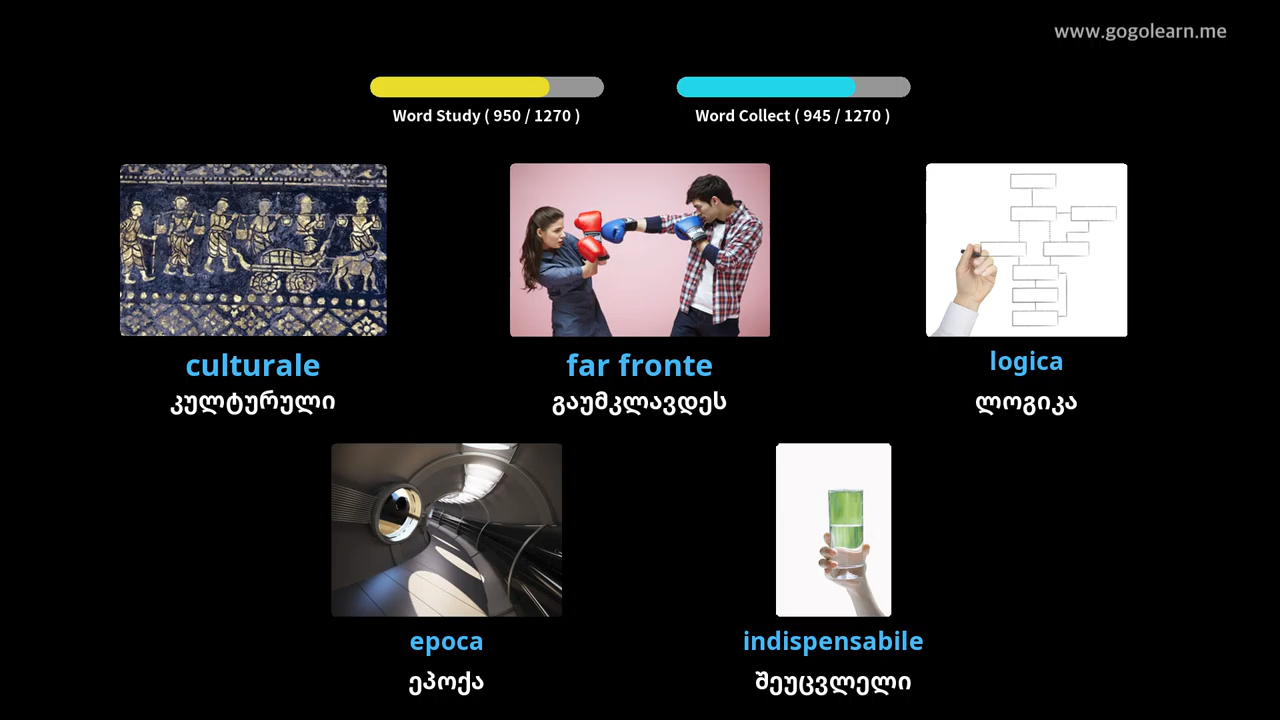 www.gogolearn.me
Word Study ( 950 / 1270 )
Word Collect ( 945 / 1270 )
culturale
კულტურული
far fronte
გაუმკლავდეს
logica
ლოგიკა
epoca
ეპოქა
indispensabile
შეუცვლელი